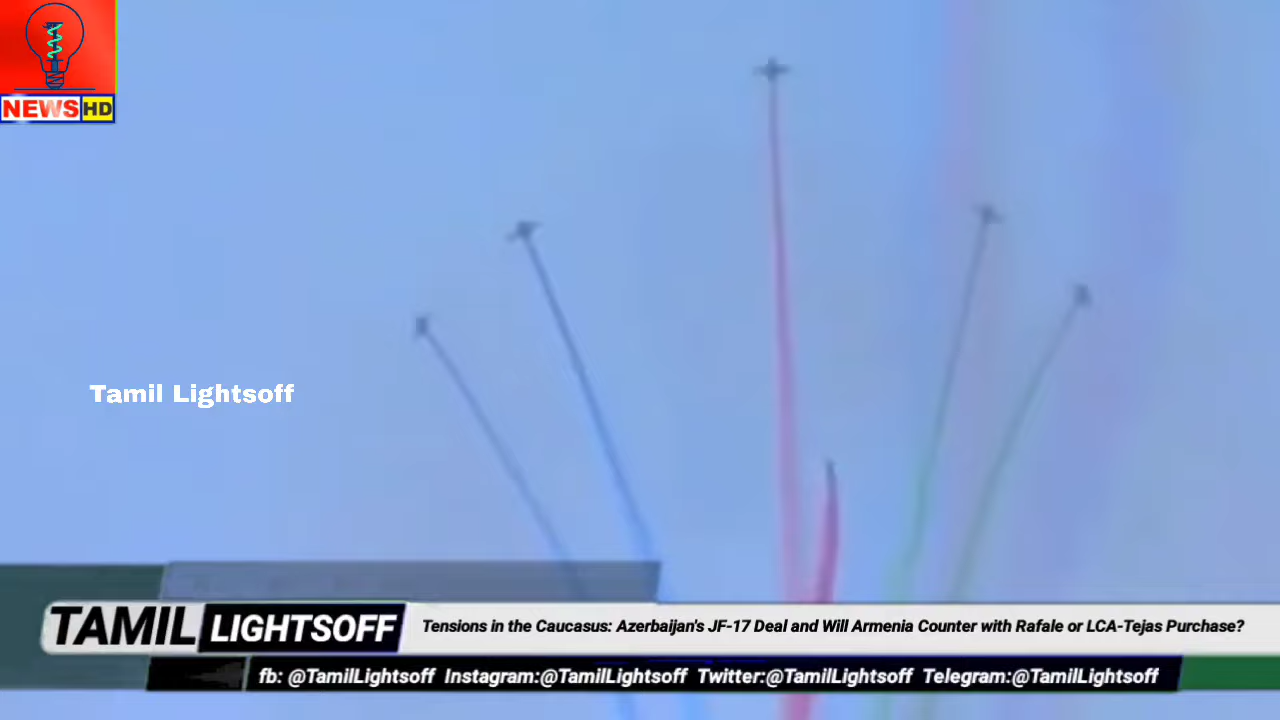 NEWS HD
Tamil Lightsoff
TAMIL LIGHTSOFF
Tensions in the Caucasus: Azerbaijan's JF-17 Deal and Will Armenia Counter with Rafale or LCA-Tejas Purchase?
fb: @TamilLightsoff Instagram:@TamilLightsoff Twitter:@TamilLightsoff Telegram:@TamilLightsoff